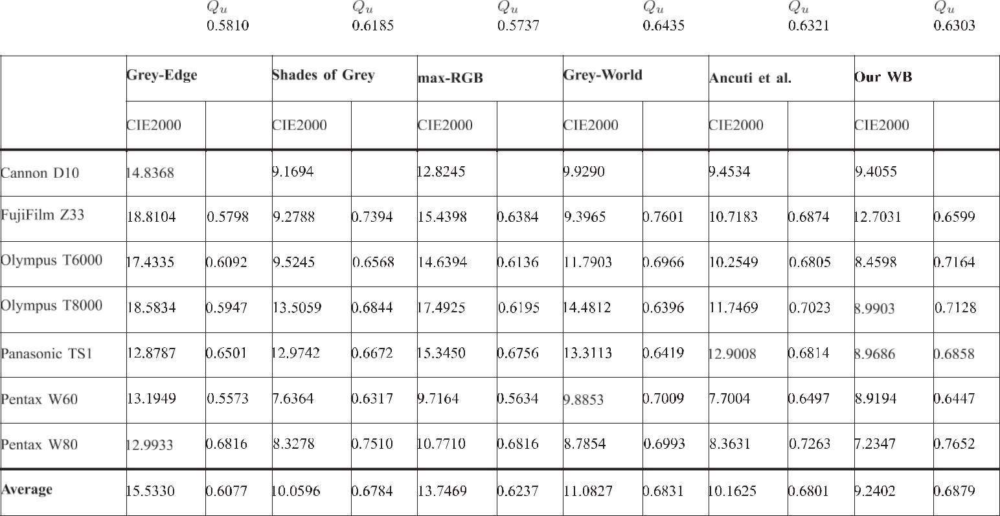 Qu Qu Qu Qu Qu Qu
0.5810 0.6185 0.5737 0.6435 0.6321 0.6303
Grey-Edge Shades of Grey max-RGB Grey-World Ancuti et al. Our WB
CIE2000 CIE2000 CIE2000 CIE2000 CIE2000 CIE2000
Cannon D10 14.8368 9.1694 12.8245 9.9290 9.4534 9.4055
FujiFilm Z33 18.8104 0.5798 9.2788 0.7394 15.4398 0.6384 9.3965 0.7601 10.7183 0.6874 12.7031 0.6599
Olympus T6000 17.4335 0.6092 9.5245 0.6568 14.6394 0.6136 11.7903 0.6966 10.2549 0.6805 8.4598 0.7164
Olympus T8000 18.5834 0.5947 13.5059 0.6844 17.4925 0.6195 14.4812 0.6396 11.7469 0.7023 8.9903 0.7128
Panasonic TS1 12.8787 0.6501 12.9742 0.6672 15.3450 0.6756 13.3113 0.6419 12.9008 0.6814 8.9686 0.6858
Pentax W60 13.1949 0.5573 7.6364 0.6317 9.7164 0.5634 9.8853 0.7009 7.7004 0.6497 8.9194 0.6447
Pentax W80 12.9933 0.6816 8.3278 0.7510 10.7710 0.6816 8.7854 0.6993 8.3631 0.7263 7.2347 0.7652
Average 15.5330 0.6077 10.0596 0.6784 13.7469 0.6237 11.0827 0.6831 10.1625 0.6801 9.2402 0.6879